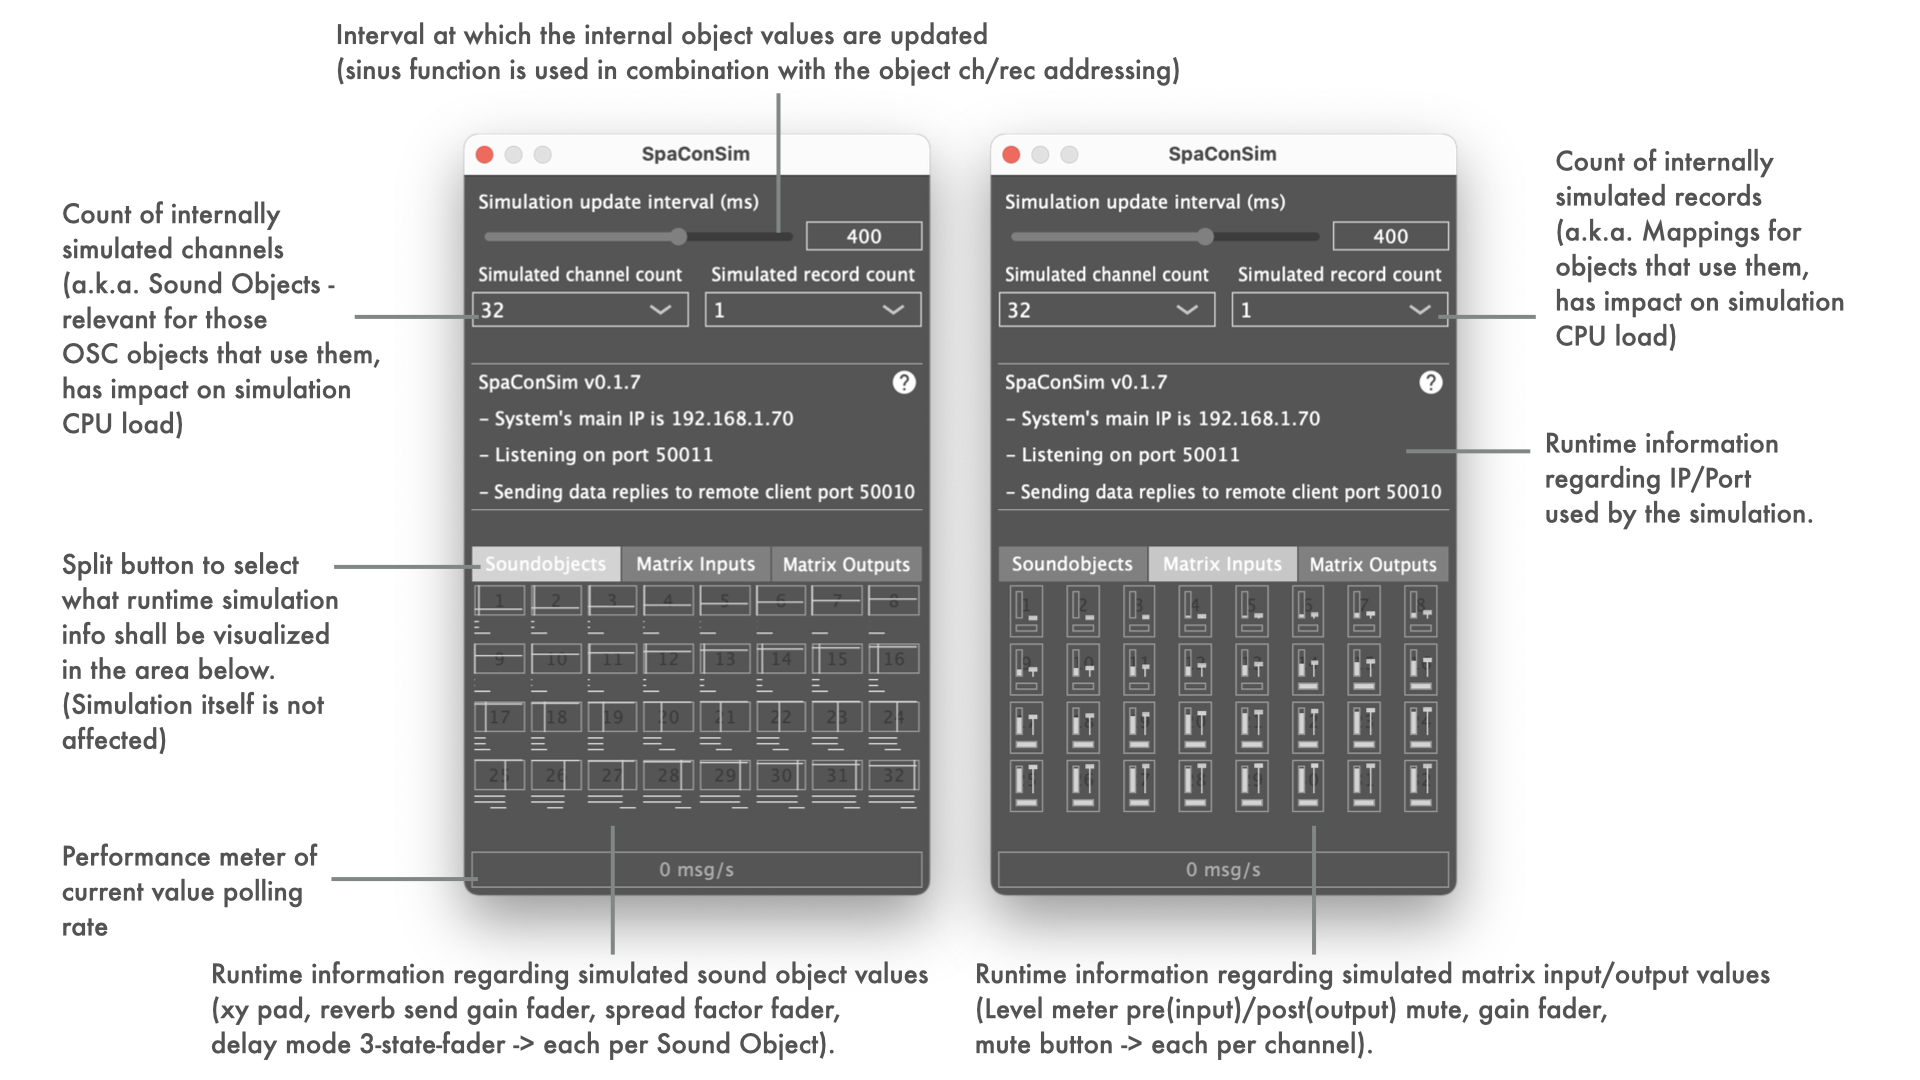 Interval at which the internal object values are updated
(sinus function is used in combination with the object ch/rec addressing)
Count of internally
simulated channels
(a.k.a. Sound Objects -
relevant for those
OSC objects that use them,
has impact on simulation
CPU load)
Split button to select
what runtime simulation
info shall be visualized
in the area below.
(Simulation itself is not
affected)
Performance meter of
current value polling
rate
SpaConSim
Simulation update interval (ms)
400
Simulated channel count Simulated record count
32 1
SpaConSim v0.1.7 ?
- System's main IP is 192.168.1.70
- Listening on port 50011
- Sending data replies to remote client port 50010
Soundobjects Matrix Inputs Matrix Outputs
1 2 3 4 5 6 7 8
9 10 11 12 13 14 15 16
17 18 19 20 21 22 23 24
25 26 27 28 29 30 31 32
0 msg/s
SpaConSim
Simulation update interval (ms)
400
Simulated channel count Simulated record count
32 1
SpaConSim v0.1.7 ?
- System's main IP is 192.168.1.70
- Listening on port 50011
- Sending data replies to remote client port 50010
Soundobjects Matrix Inputs Matrix Outputs
0 msg/s
Count of internally
simulated records
(a.k.a. Mappings for
objects that use them,
has impact on simulation
CPU load)
Runtime information
regarding IP/Port
used by the simulation.
Runtime information regarding simulated sound object values
(xy pad, reverb send gain fader, spread factor fader,
delay mode 3-state-fader -> each per Sound Object).
Runtime information regarding simulated matrix input/output values
(Level meter pre(input)/post(output) mute, gain fader,
mute button -> each per channel).